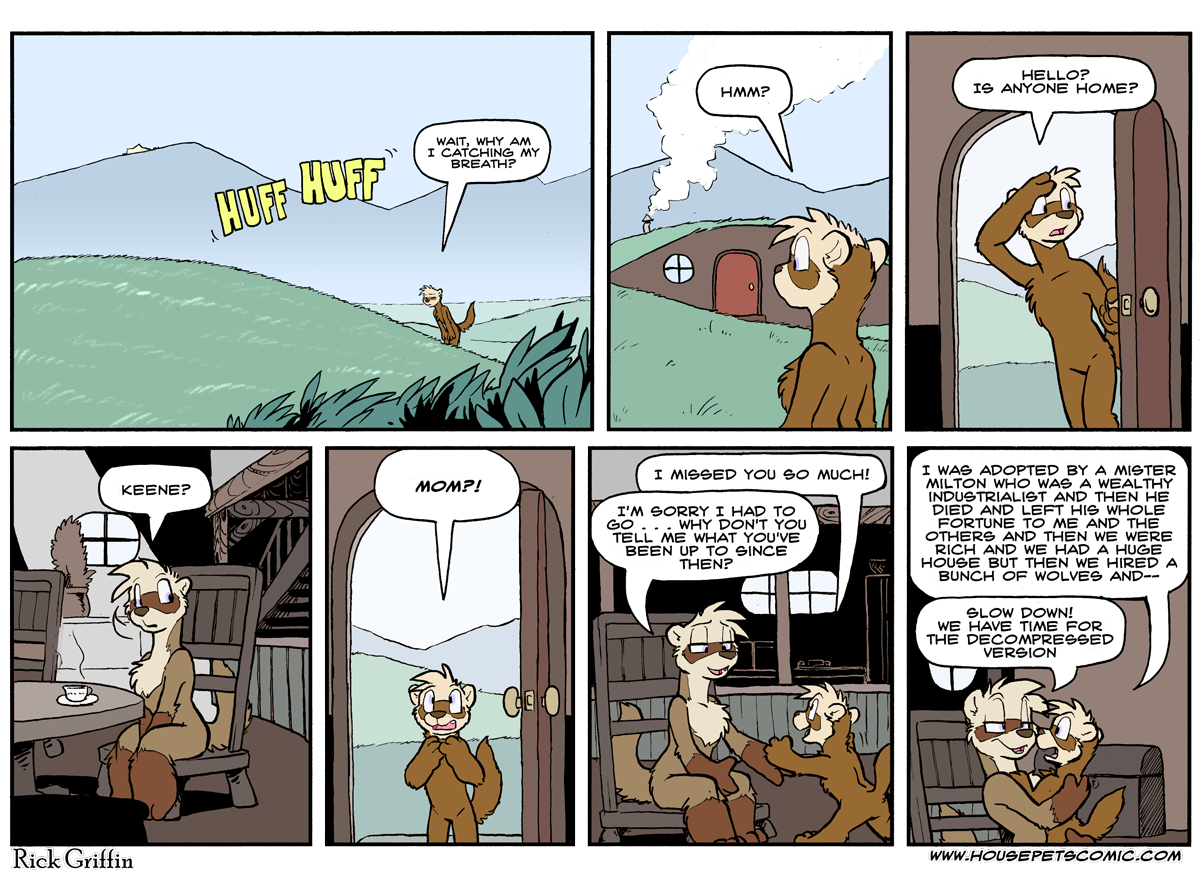 HUFF HUFF
WAIT, WHY AM
I CATCHING MY
BREATH?
HMM?
HELLO?
IS ANYONE HOME?
KEENE?
MOM?!
I MISSED YOU SO MUCH!
I'M SORRY I HAD TO
GO . . . WHY DON'T YOU
TELL ME WHAT YOU'VE
BEEN UP TO SINCE
THEN?
I WAS ADOPTED BY A MISTER
MILTON WHO WAS A WEALTHY
INDUSTRIALIST AND THEN HE
DIED AND LEFT HIS WHOLE
FORTUNE TO ME AND THE
OTHERS AND THEN WE WERE
RICH AND WE HAD A HUGE
HOUSE BUT THEN WE HIRED A
BUNCH OF WOLVES AND--
SLOW DOWN!
WE HAVE TIME FOR
THE DECOMPRESSED
VERSION
Rick Griffin
WWW.HOUSEPETSCOMIC.COM